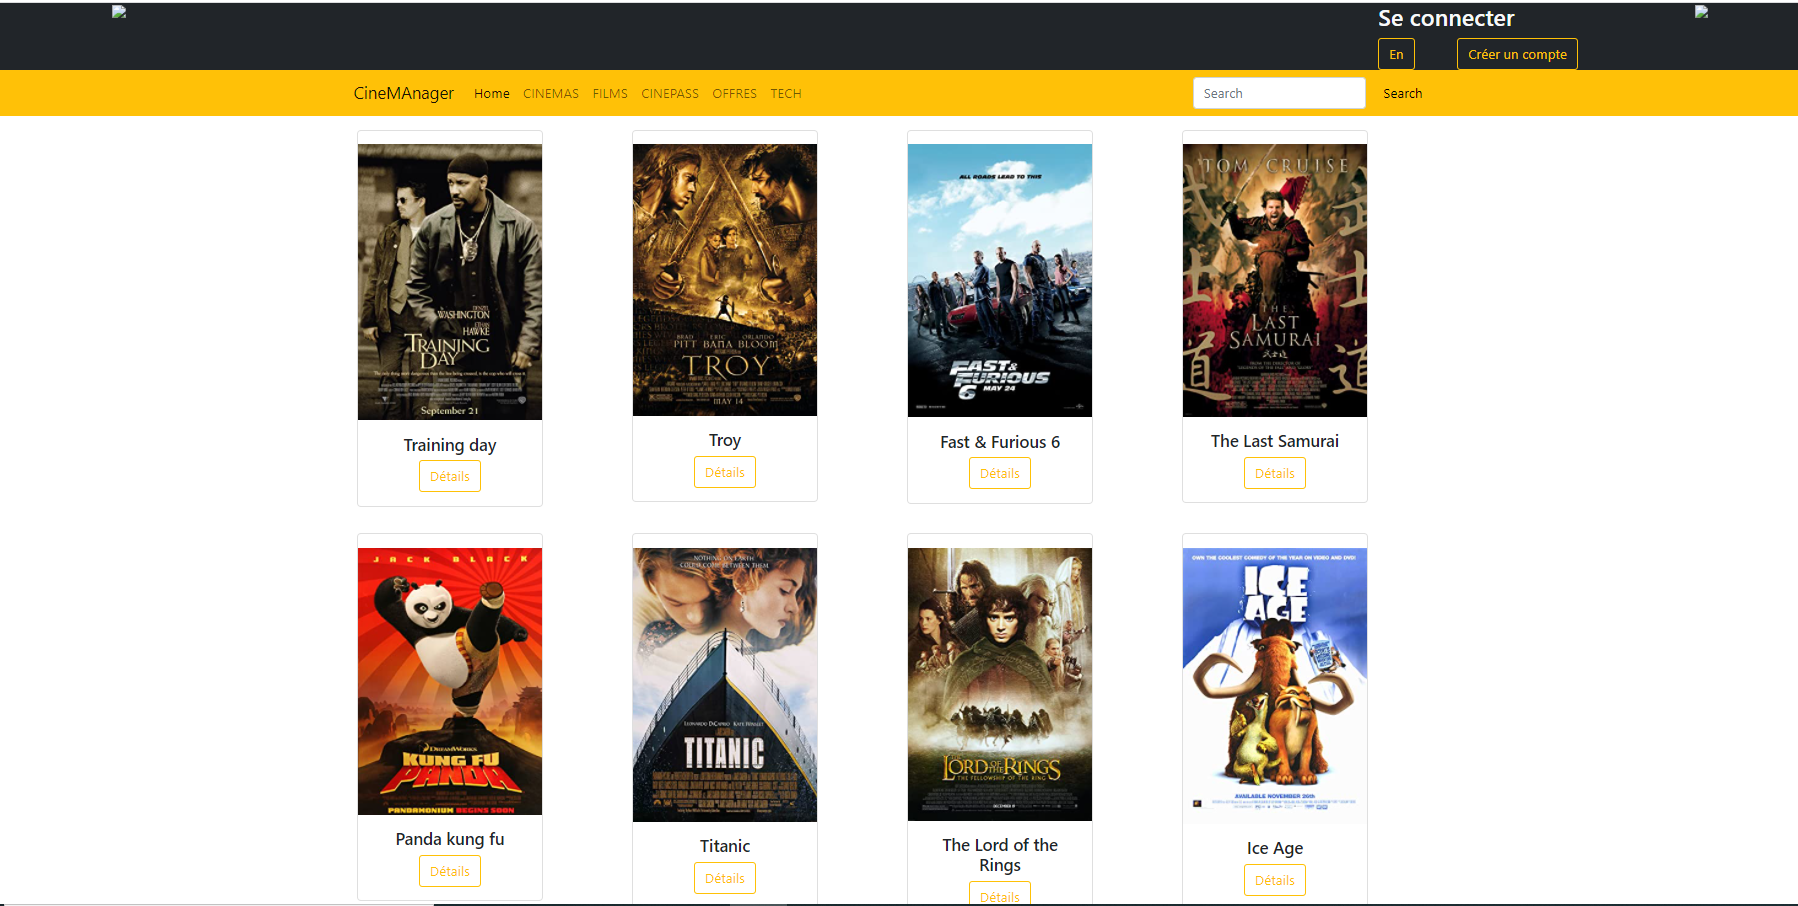 Se connecter
En
Créer un compte
CineMAnager
Home
CINEMAS
FILMS
CINEPASS
OFFRES
TECH
Search
Search
DENZEL WASHINGTON
ETHAN HAWKE
TRAINING DAY
September 21
BRAD PITT ERIC BANA ORLANDO BLOOM
TROY
MAY 14
ALL ROADS LEAD TO THIS
FAST & FURIOUS 6
MAY 24
TOM CRUISE
武士
士道
THE LAST SAMURAI
Training day
Troy
Fast & Furious 6
The Last Samurai
Détails
Détails
Détails
Détails
JACK BLACK
DREAMWORKS
KUNG FU PANDA
PANDAMONIUM BEGINS SOON
NOTHING ON EARTH
COULD COME BETWEEN THEM.
LEONARDO DICAPRIO KATE WINSLET
TITANIC
THE LORD OF THE RINGS
THE FELLOWSHIP OF THE RING
OWN THE COOLEST COMEDY OF THE YEAR ON VIDEO AND DVD!
ICE AGE
AVAILABLE NOVEMBER 26th
Panda kung fu
Titanic
The Lord of the
Rings
Ice Age
Détails
Détails
Détails
Détails